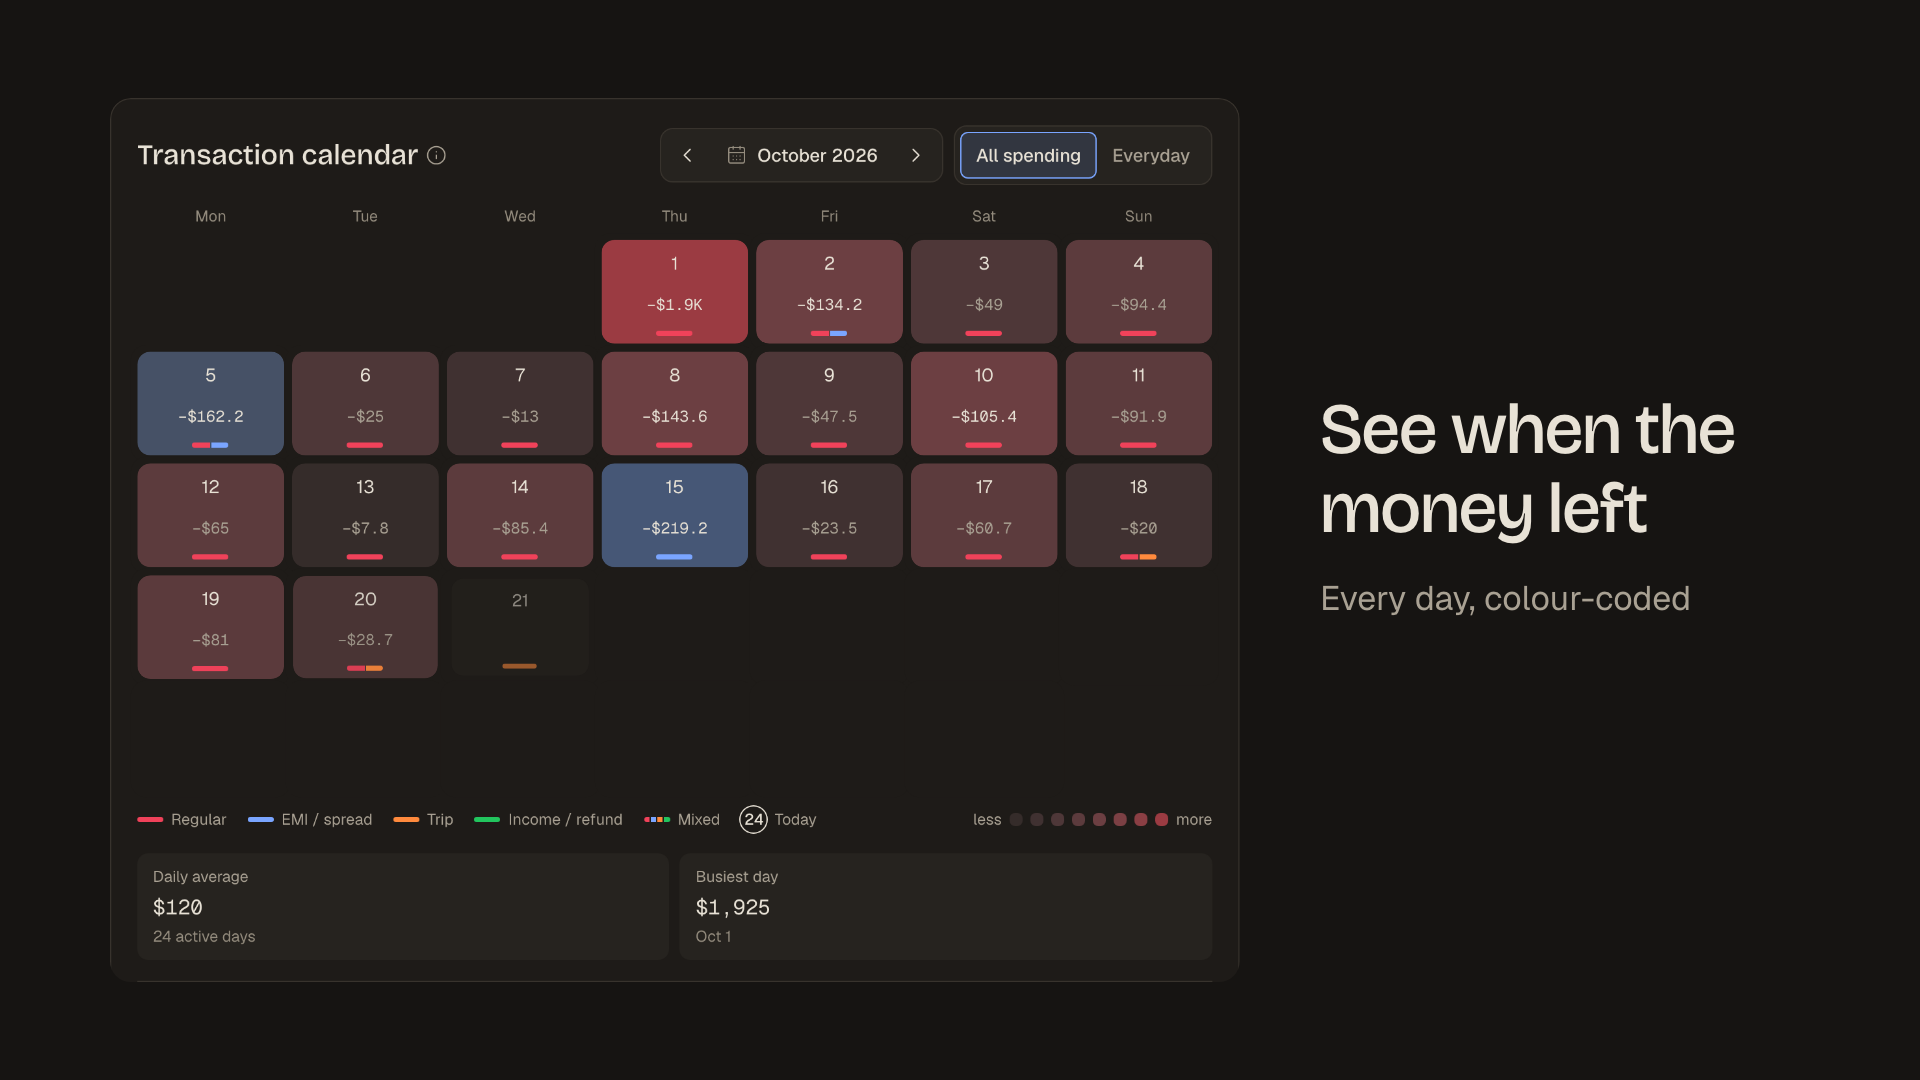 Transaction calendar
October 2026
All spending
Everyday
Mon Tue Wed Thu Fri Sat Sun
1 2 3 4
-$1.9K -$134.2 -$49 -$94.4
5 6 7 8 9 10 11
-$162.2 -$25 -$13 -$143.6 -$47.5 -$105.4 -$91.9
12 13 14 15 16 17 18
-$65 -$7.8 -$85.4 -$219.2 -$23.5 -$60.7 -$20
19 20 21
-$81 -$28.7
Regular EMI / spread Trip Income / refund Mixed 24 Today less more
Daily average
$120
24 active days
Busiest day
$1,925
Oct 1
See when the
money left
Every day, colour-coded